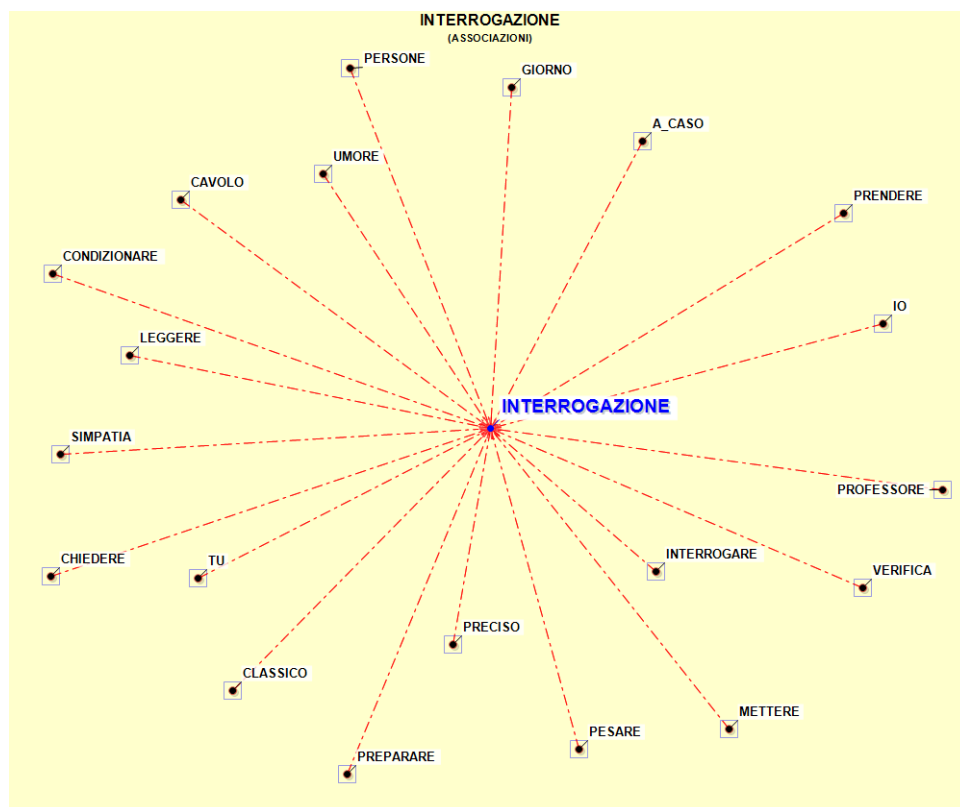 INTERROGAZIONE
(ASSOCIAZIONI)
PERSONE
GIORNO
A_CASO
UMORE
CAVOLO
PRENDERE
CONDIZIONARE
IO
LEGGERE
INTERROGAZIONE
SIMPATIA
PROFESSORE
CHIEDERE
TU
INTERROGARE
VERIFICA
PRECISO
CLASSICO
METTERE
PESARE
PREPARARE